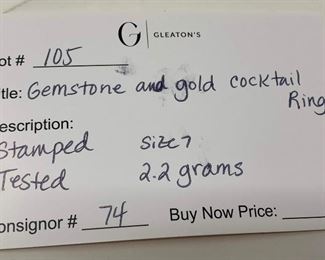 G | GLEATON'S
ot # 105
itle: Gemstone and gold cocktail
Ring
escription:
Stamped size 7
Tested 2.2 grams
onsignor # 74 Buy Now Price: